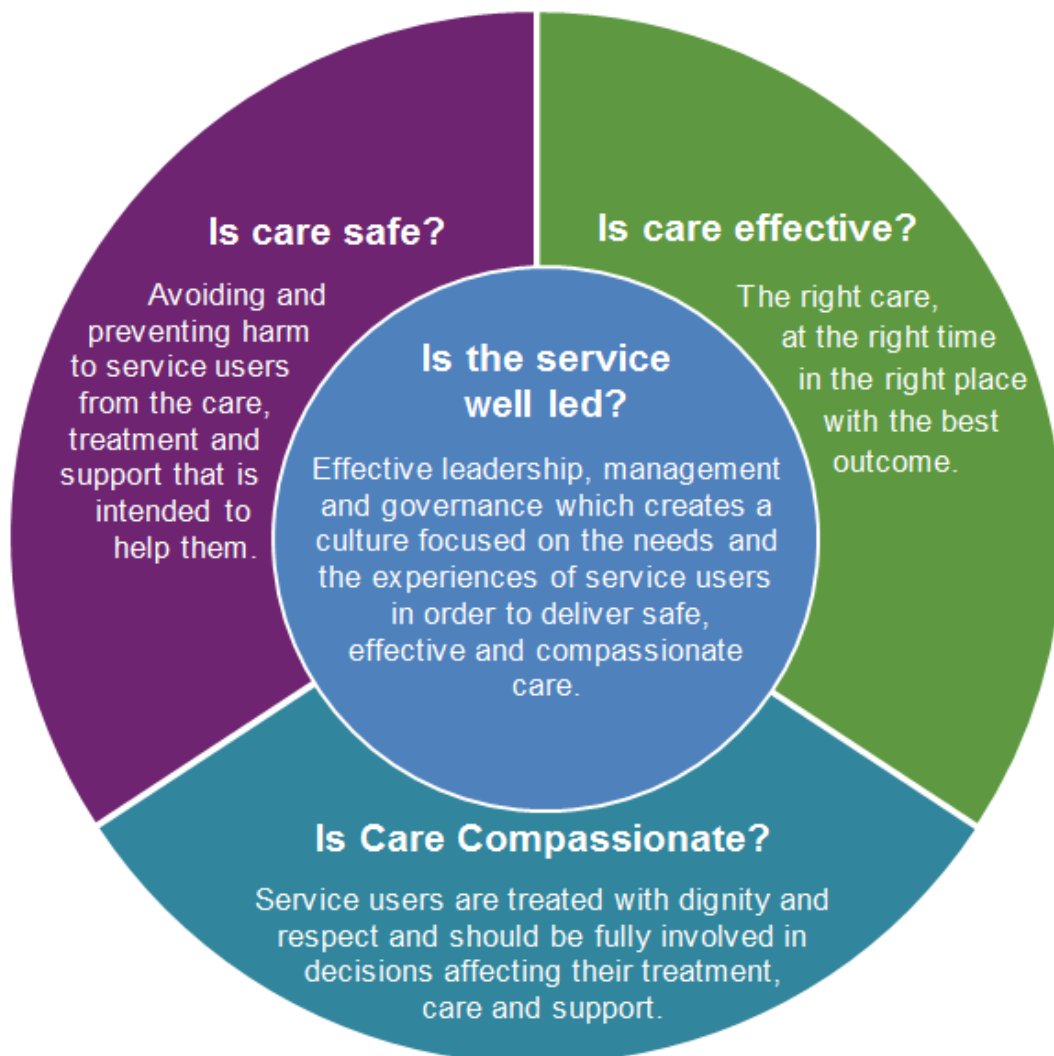 Is care safe?
Avoiding and
preventing harm
to service users
from the care,
treatment and
support that is
intended to
help them.
Is care effective?
The right care,
at the right time
in the right place
with the best
outcome.
Is the service
well led?
Effective leadership, management
and governance which creates a
culture focused on the needs and
the experiences of service users
in order to deliver safe,
effective and compassionate
care.
Is Care Compassionate?
Service users are treated with dignity and
respect and should be fully involved in
decisions affecting their treatment,
care and support.